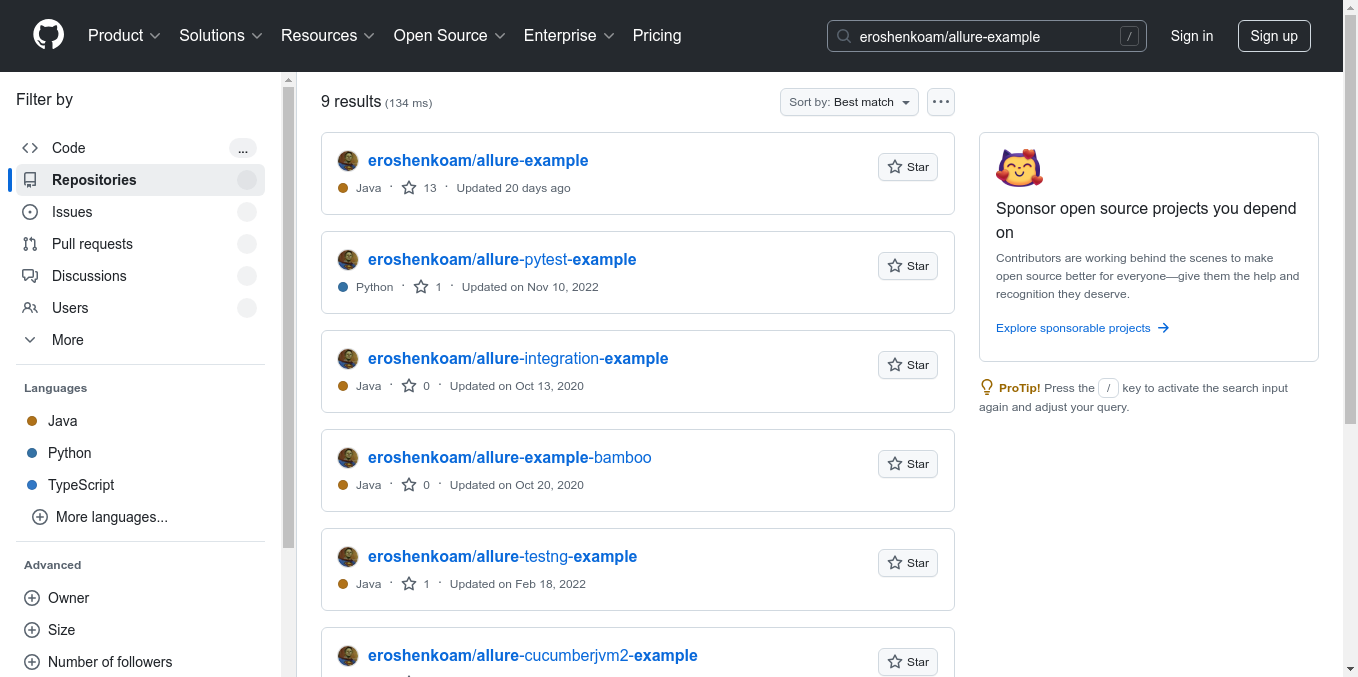 Product
Solutions
Resources
Open Source
Enterprise
Pricing
eroshenkoam/allure-example
/
Sign in
Sign up
Filter by
Code
...
Repositories
Issues
Pull requests
Discussions
Users
More
Languages
Java
Python
TypeScript
More languages...
Advanced
Owner
Size
Number of followers
9 results (134 ms)
Sort by: Best match
eroshenkoam/allure-example
Star
Java · 13 · Updated 20 days ago
eroshenkoam/allure-pytest-example
Star
Python · 1 · Updated on Nov 10, 2022
eroshenkoam/allure-integration-example
Star
Java · 0 · Updated on Oct 13, 2020
eroshenkoam/allure-example-bamboo
Star
Java · 0 · Updated on Oct 20, 2020
eroshenkoam/allure-testng-example
Star
Java · 1 · Updated on Feb 18, 2022
eroshenkoam/allure-cucumberjvm2-example
Star
Sponsor open source projects you depend
on
Contributors are working behind the scenes to make
open source better for everyone—give them the help and
recognition they deserve.
Explore sponsorable projects
ProTip! Press the / key to activate the search input
again and adjust your query.